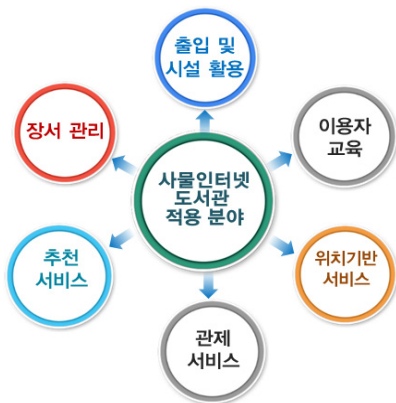 출입 및
시설 활용
장서 관리
이용자
교육
사물인터넷
도서관
적용 분야
추천
서비스
위치기반
서비스
관제
서비스